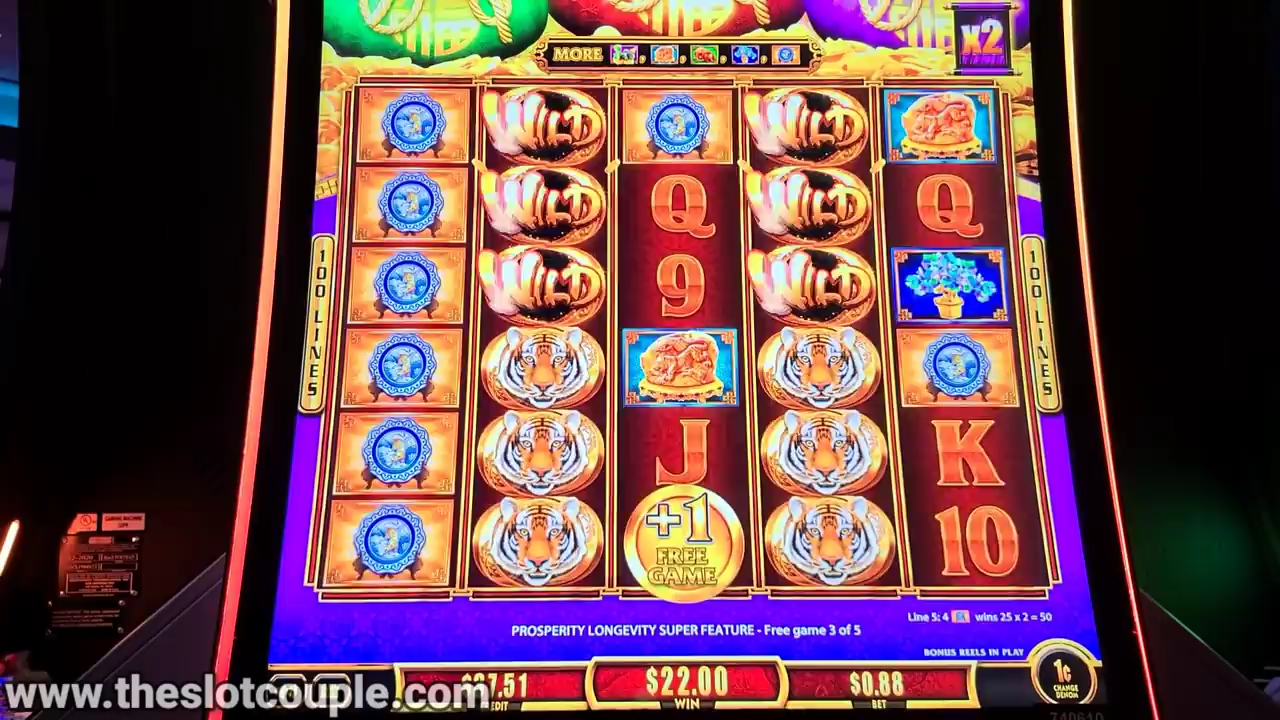 MORE
x2
WILD WILD
Q Q
WILD WILD
9
WILD WILD
100 LINES 100 LINES
J K
+1
FREE
GAME
10
Line 5: 4 wins 25 x 2 = 50
PROSPERITY LONGEVITY SUPER FEATURE - Free game 3 of 5
BONUS REELS IN PLAY
$22.00 $0.88
WIN BET
1¢
CHANGE
DENOM
www.theslotcouple.com